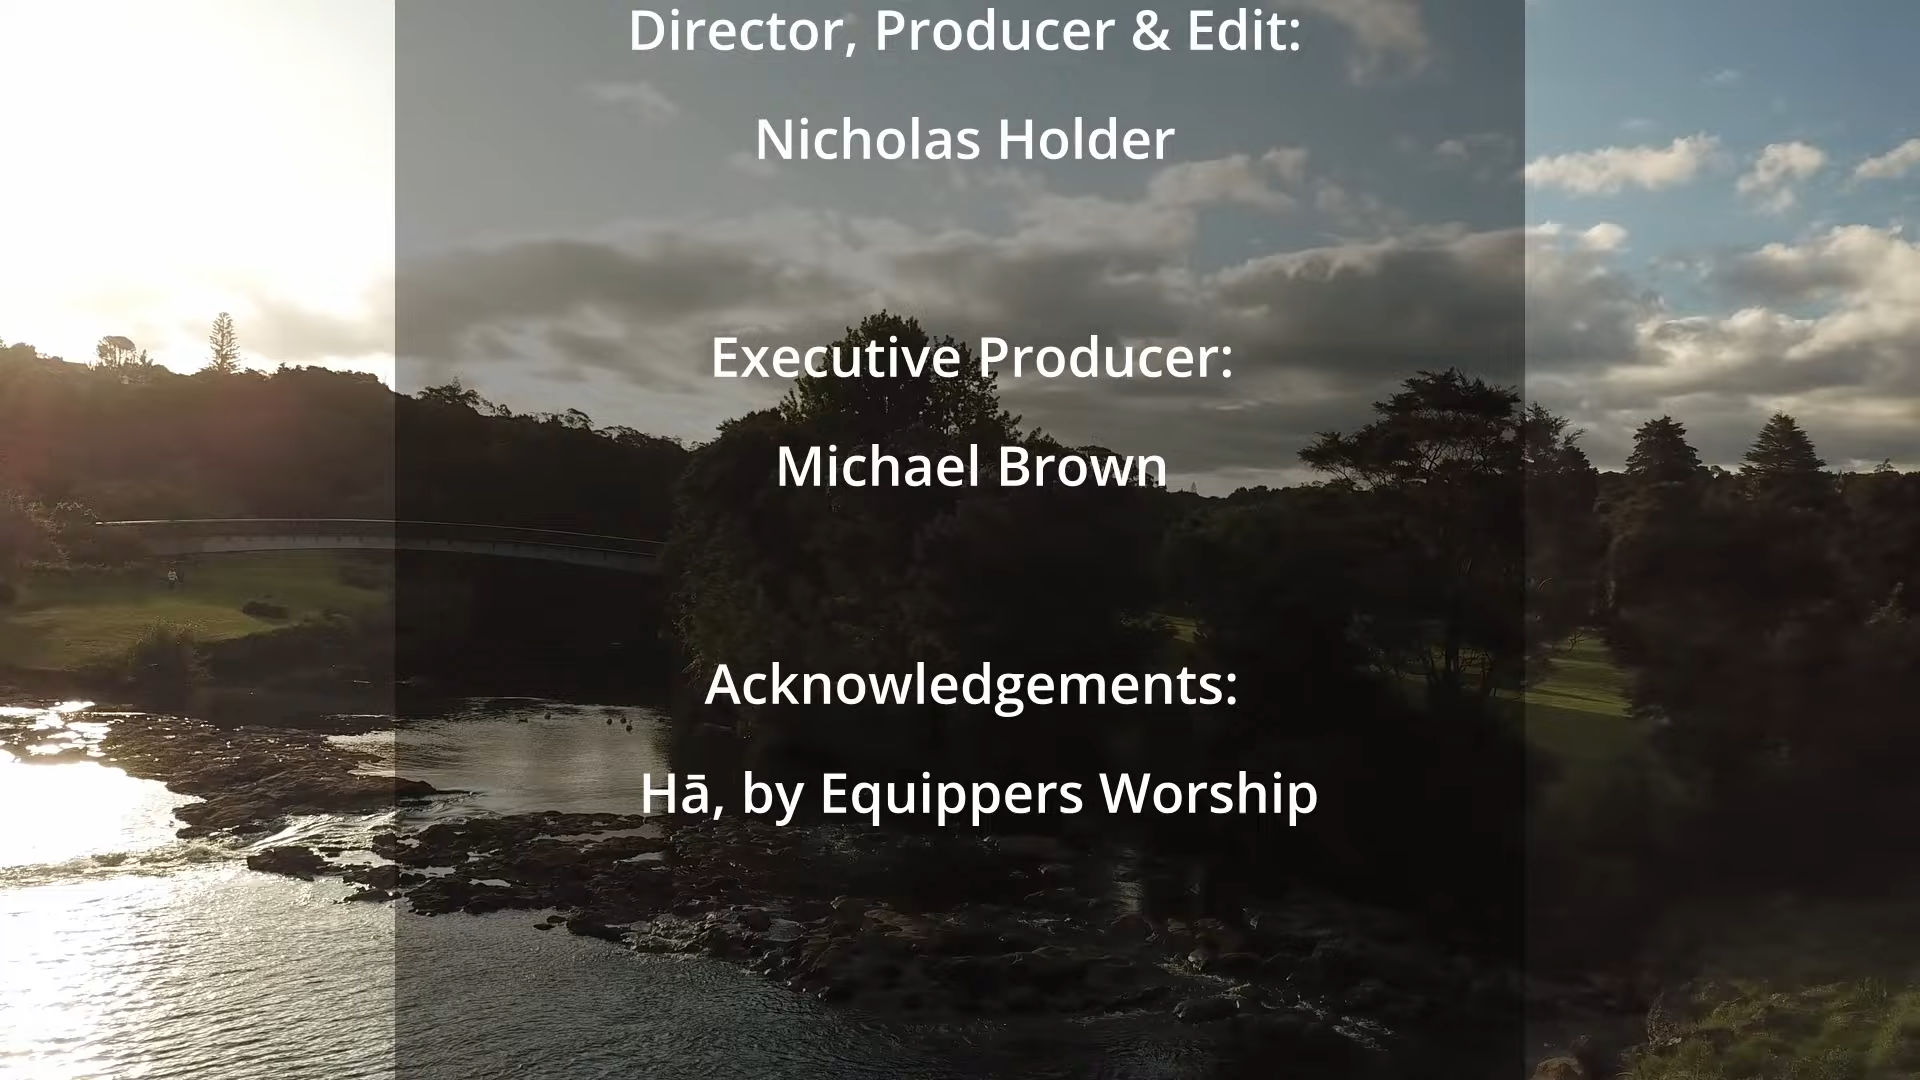 Director, Producer & Edit:
Nicholas Holder
Executive Producer:
Michael Brown
Acknowledgements:
Hā, by Equippers Worship